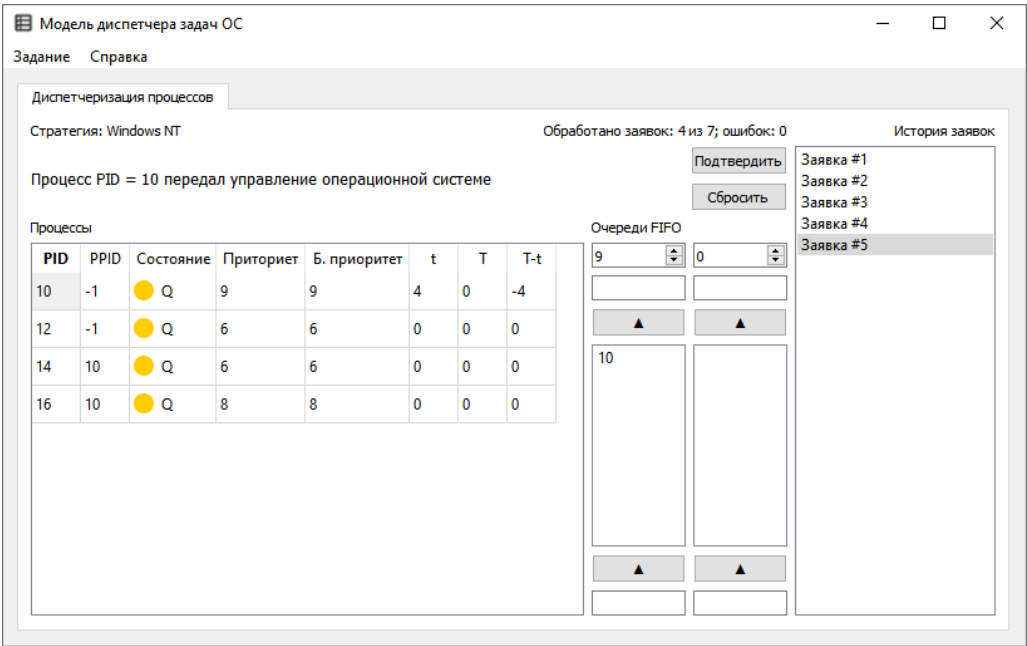 Модель диспетчера задач ОС
Задание Справка
Диспетчеризация процессов
Стратегия: Windows NT Обработано заявок: 4 из 7; ошибок: 0 История заявок
Процесс PID = 10 передал управление операционной системе
Подтвердить
Сбросить
Заявка #1
Заявка #2
Заявка #3
Заявка #4
Заявка #5
Процессы
PID PPID Состояние Приториет Б. приоритет t T T-t
10 -1 Q 9 9 4 0 -4
12 -1 Q 6 6 0 0 0
14 10 Q 6 6 0 0 0
16 10 Q 8 8 0 0 0
Очереди FIFO
9 0
▲ ▲
10
▲ ▲